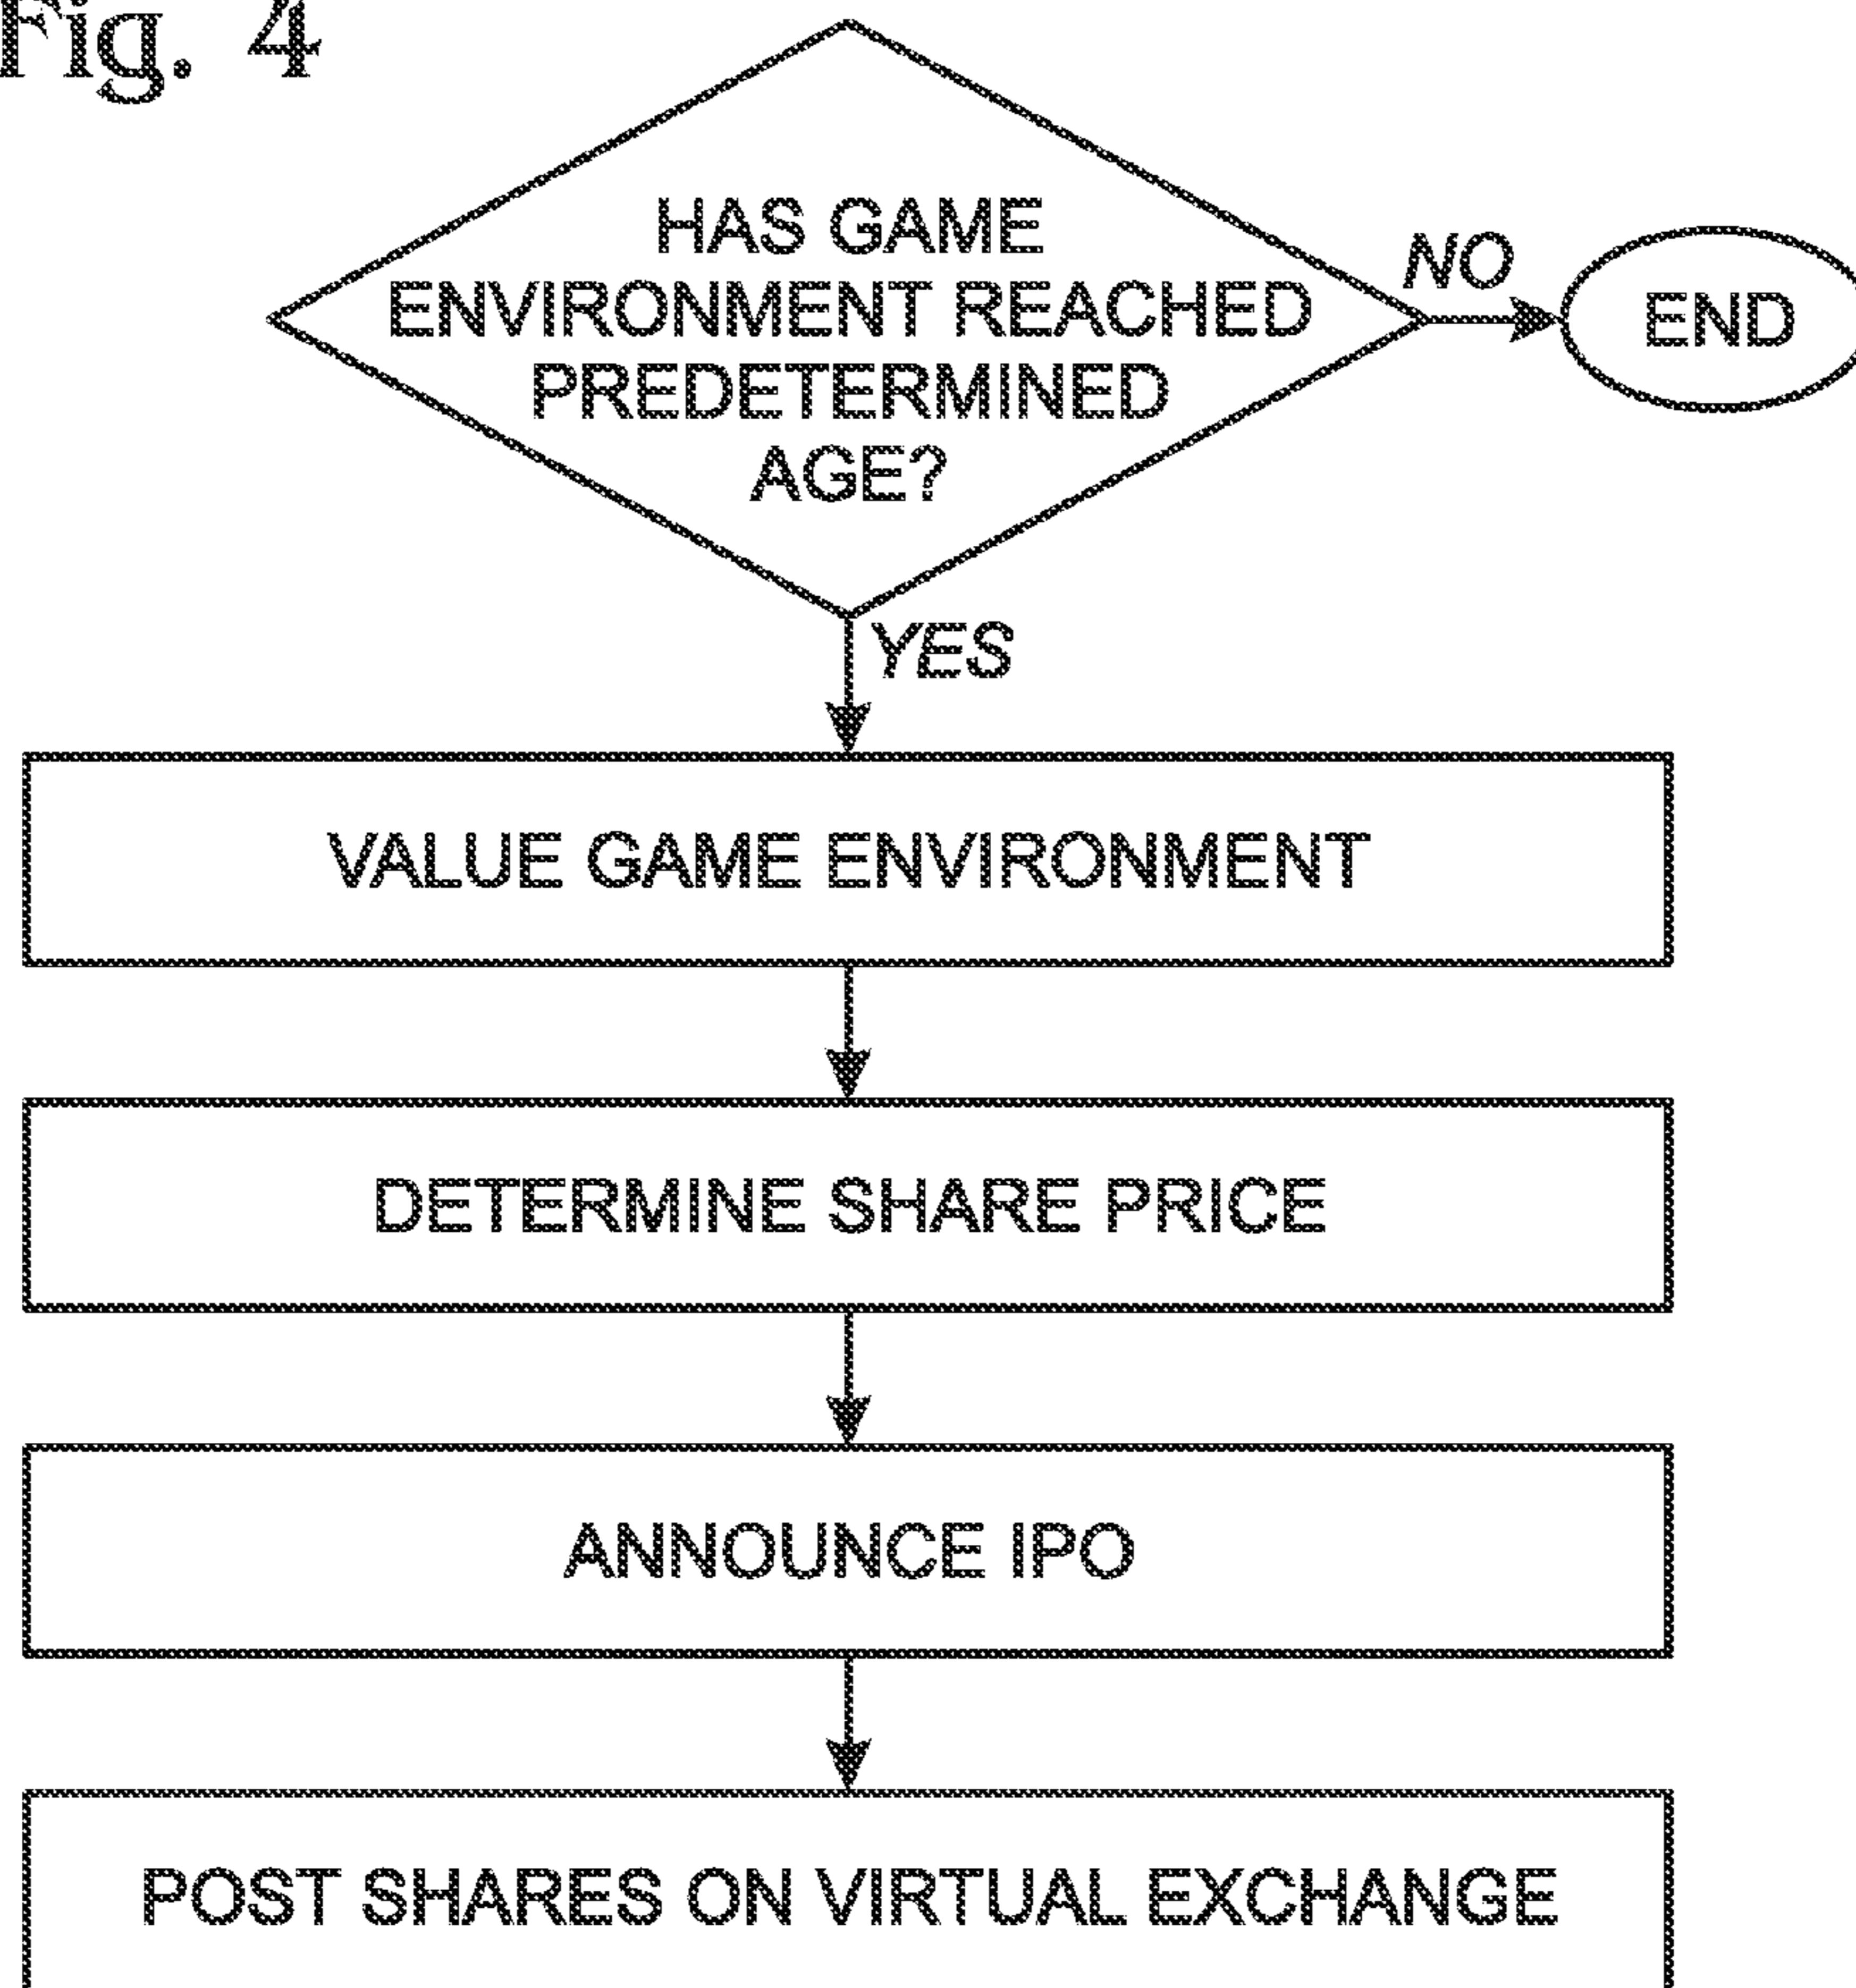 Fig. 4
HAS GAME
ENVIRONMENT REACHED
PREDETERMINED
AGE?
NO
END
YES
VALUE GAME ENVIRONMENT
DETERMINE SHARE PRICE
ANNOUNCE IPO
POST SHARES ON VIRTUAL EXCHANGE